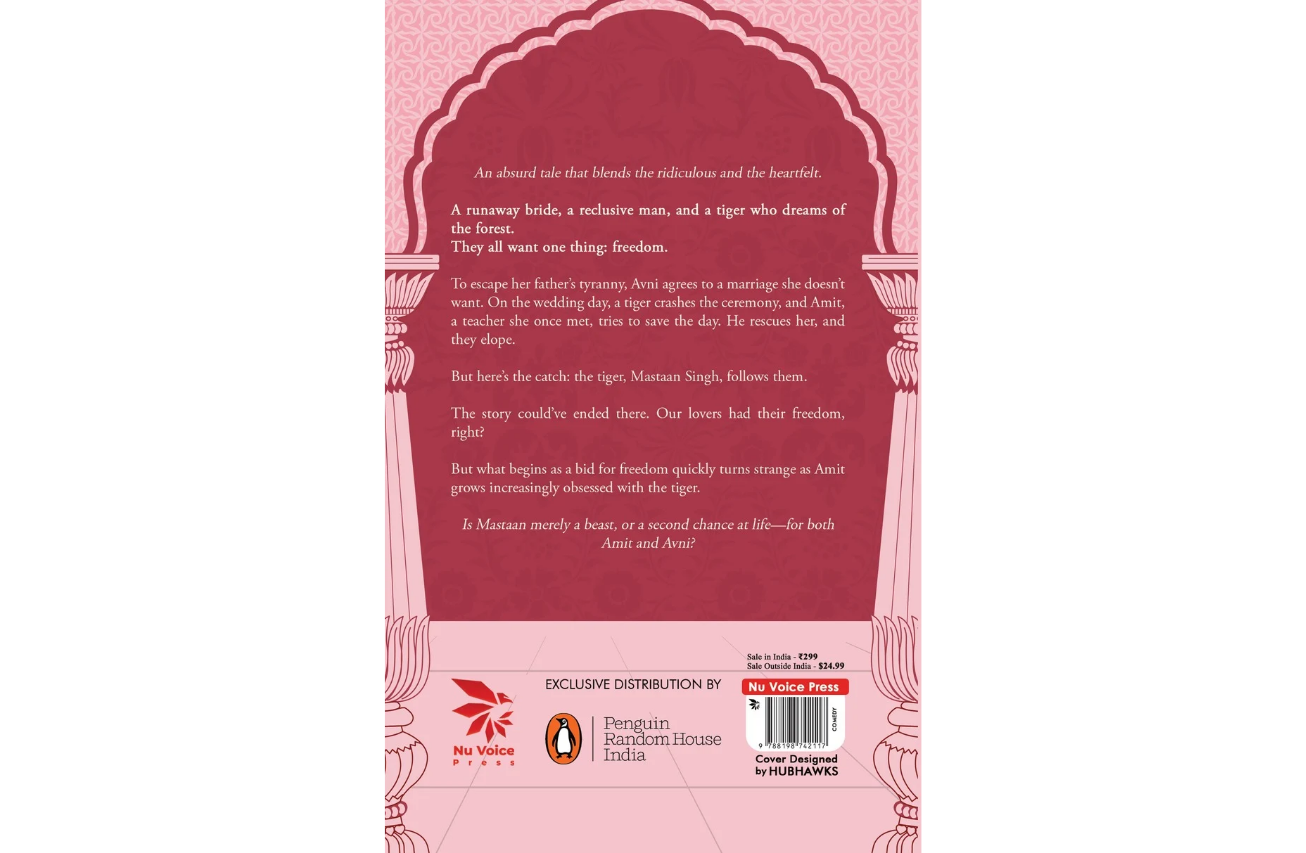 An absurd tale that blends the ridiculous and the heartfelt.
A runaway bride, a reclusive man, and a tiger who dreams of
the forest.
They all want one thing: freedom.
To escape her father's tyranny, Avni agrees to a marriage she doesn't
want. On the wedding day, a tiger crashes the ceremony, and Amit,
a teacher she once met, tries to save the day. He rescues her, and
they elope.
But here's the catch: the tiger, Mastaan Singh, follows them.
The story could've ended there. Our lovers had their freedom,
right?
But what begins as a bid for freedom quickly turns strange as Amit
grows increasingly obsessed with the tiger.
Is Mastaan merely a beast, or a second chance at life—for both
Amit and Avni?
Nu Voice
Press
EXCLUSIVE DISTRIBUTION BY
Penguin
Random House
India
Sale in India - ₹299
Sale Outside India - $24.99
Nu Voice Press
COMEDY
9 788198 742117
Cover Designed
by HUBHAWKS